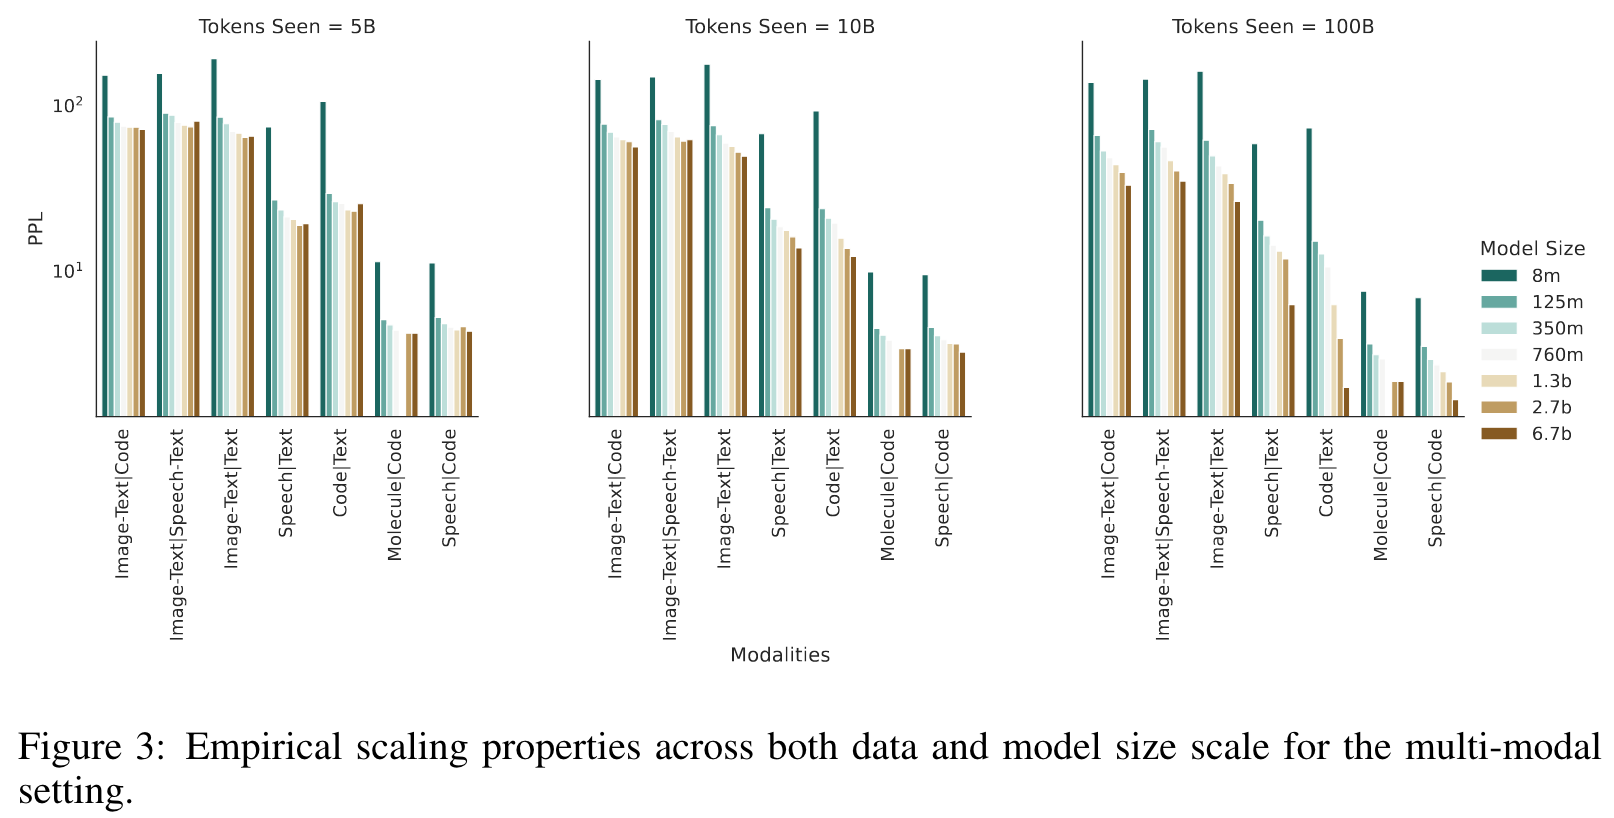 Tokens Seen = 5B
Tokens Seen = 10B
Tokens Seen = 100B
PPL
10²
10¹
Image-Text|Code
Image-Text|Speech-Text
Image-Text|Text
Speech|Text
Code|Text
Molecule|Code
Speech|Code
Image-Text|Code
Image-Text|Speech-Text
Image-Text|Text
Speech|Text
Code|Text
Molecule|Code
Speech|Code
Image-Text|Code
Image-Text|Speech-Text
Image-Text|Text
Speech|Text
Code|Text
Molecule|Code
Speech|Code
Modalities
Model Size
8m
125m
350m
760m
1.3b
2.7b
6.7b
Figure 3: Empirical scaling properties across both data and model size scale for the multi-modal
setting.